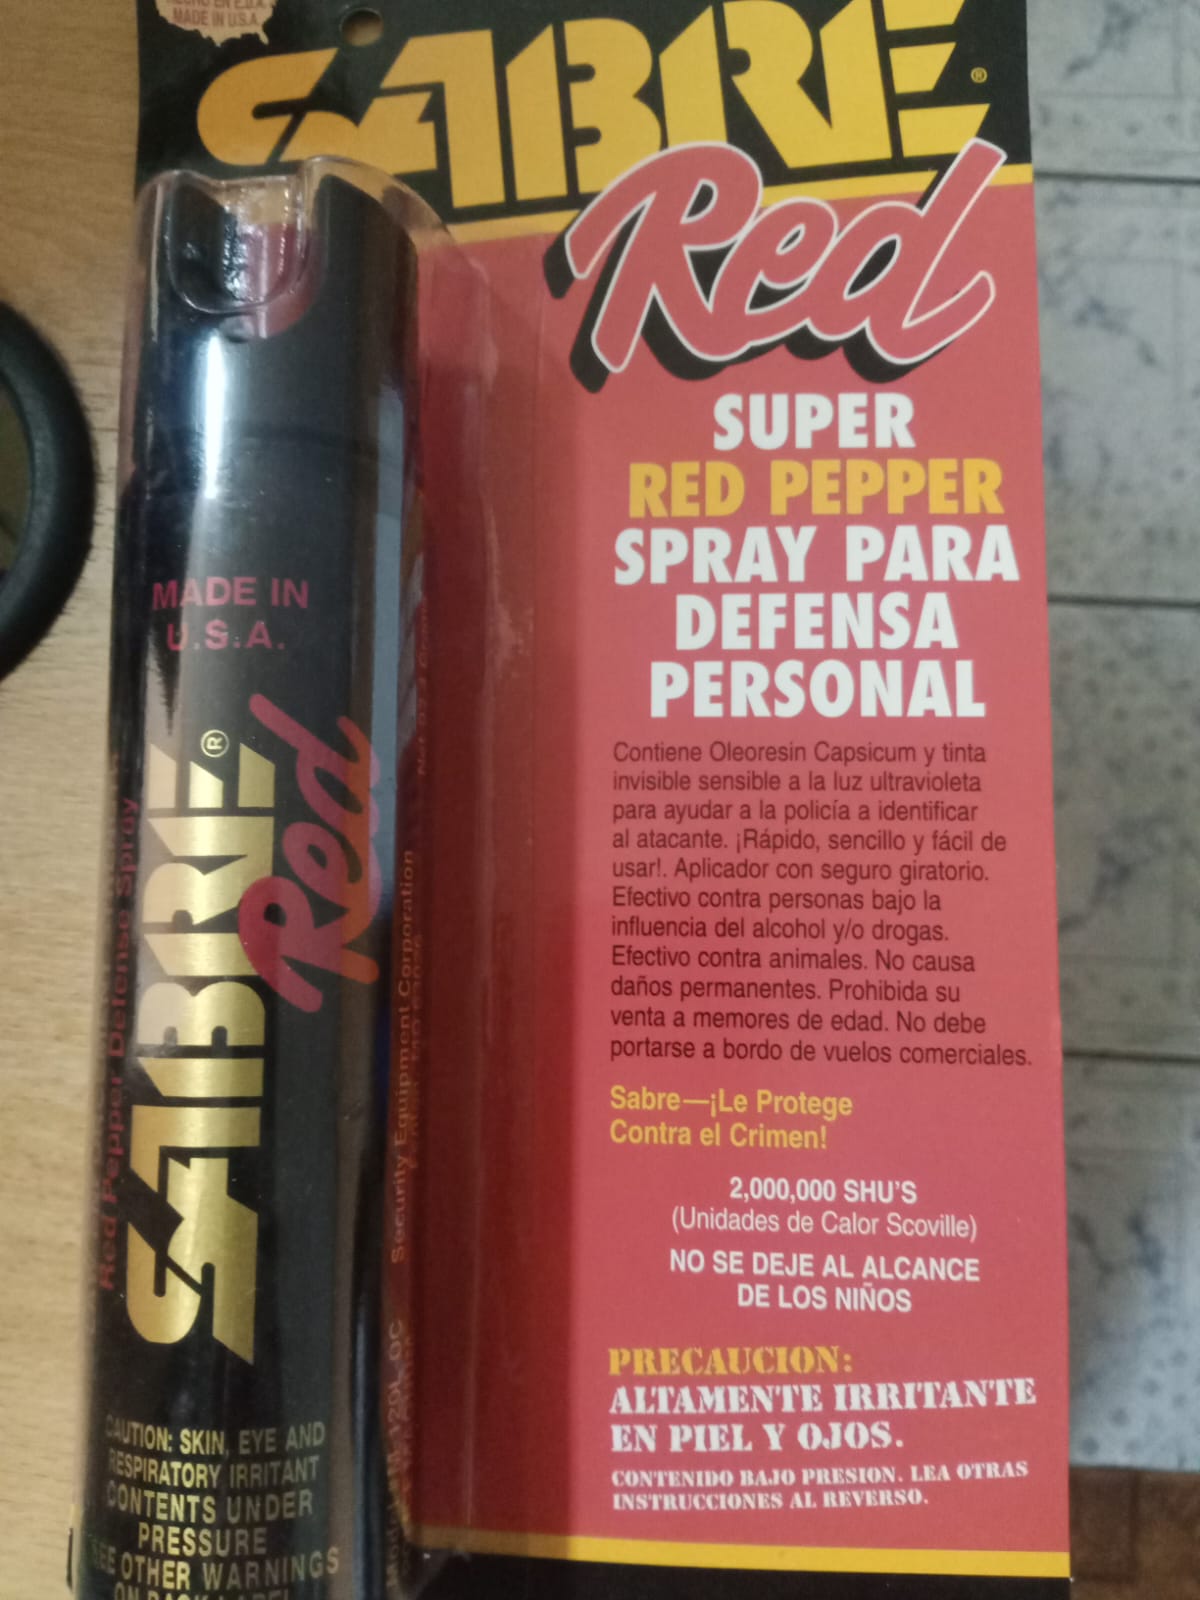 HECHO EN E.U.A.
MADE IN U.S.A.
SABRE®
Red
SUPER
RED PEPPER
SPRAY PARA
DEFENSA
PERSONAL
Contiene Oleoresin Capsicum y tinta
invisible sensible a la luz ultravioleta
para ayudar a la policía a identificar
al atacante. ¡Rápido, sencillo y fácil de
usar!. Aplicador con seguro giratorio.
Efectivo contra personas bajo la
influencia del alcohol y/o drogas.
Efectivo contra animales. No causa
daños permanentes. Prohibida su
venta a memores de edad. No debe
portarse a bordo de vuelos comerciales.
Sabre—¡Le Protege
Contra el Crimen!
2,000,000 SHU'S
(Unidades de Calor Scoville)
NO SE DEJE AL ALCANCE
DE LOS NIÑOS
PRECAUCION:
ALTAMENTE IRRITANTE
EN PIEL Y OJOS.
CONTENIDO BAJO PRESION. LEA OTRAS
INSTRUCCIONES AL REVERSO.
MADE IN
U.S.A.
SABRE®
Red
Red Pepper Defense Spray
Security Equipment Corporation
CAUTION: SKIN, EYE AND
RESPIRATORY IRRITANT
CONTENTS UNDER
PRESSURE
SEE OTHER WARNINGS
ON BACK LABEL